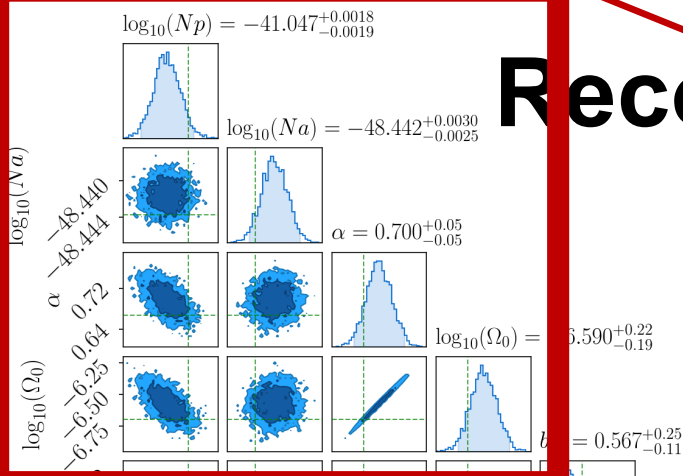 log₁₀(Np) = −41.047 +0.0018 −0.0019
Reco
log₁₀(Na) = −48.442 +0.0030 −0.0025
log₁₀(Na)
−48.440
−48.444
α = 0.700 +0.05 −0.05
α
0.72
0.64
log₁₀(Ω₀) = 6.590 +0.22 −0.19
log₁₀(Ω₀)
−6.25
−6.50
−6.75
b = 0.567 +0.25 −0.11